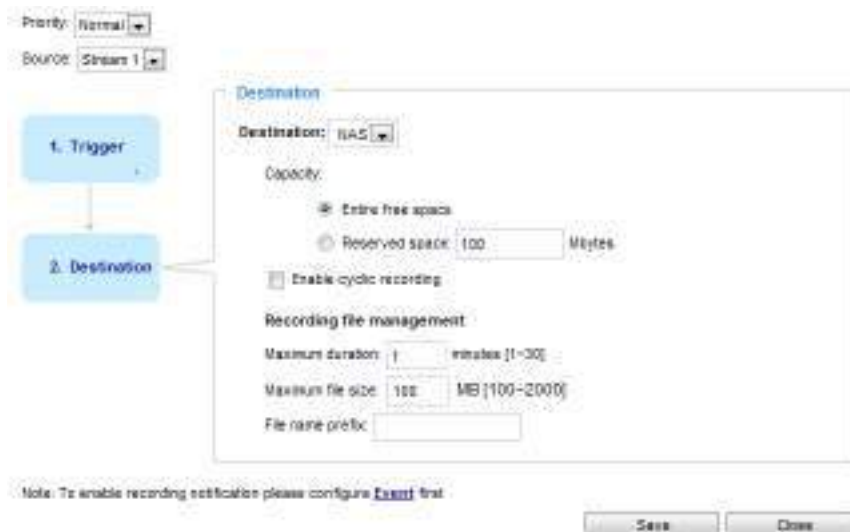 Priority: Normal
Source: Stream 1
Destination
1. Trigger
Destination: NAS
Capacity:
Entire free space
Reserved space: 100 Mbytes
2. Destination
Enable cyclic recording
Recording file management
Maximum duration: 1 minutes [1~30]
Maximum file size: 100 MB [100~2000]
File name prefix:
Note: To enable recording notification please configure Event first
Save Close